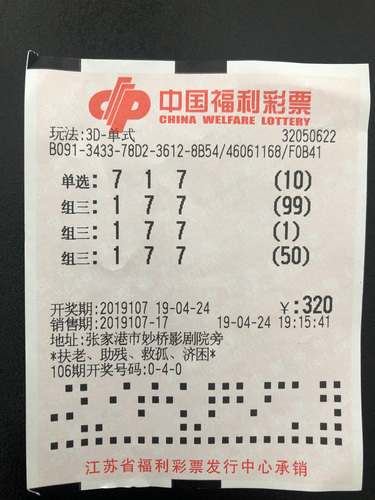 中国福利彩票
CHINA WELFARE LOTTERY
玩法:3D-单式 32050622
B091-3433-78D2-3612-8B54/46061168/F0B41
单选: 7 1 7 (10)
组三: 1 7 7 (99)
组三: 1 7 7 (1)
组三: 1 7 7 (50)
开奖期:2019107 19-04-24 ¥:320
销售期:2019107-17 19-04-24 19:15:41
地址:张家港市妙桥影剧院旁
*扶老、助残、救孤、济困*
106期开奖号码:0-4-0
江苏省福利彩票发行中心承销